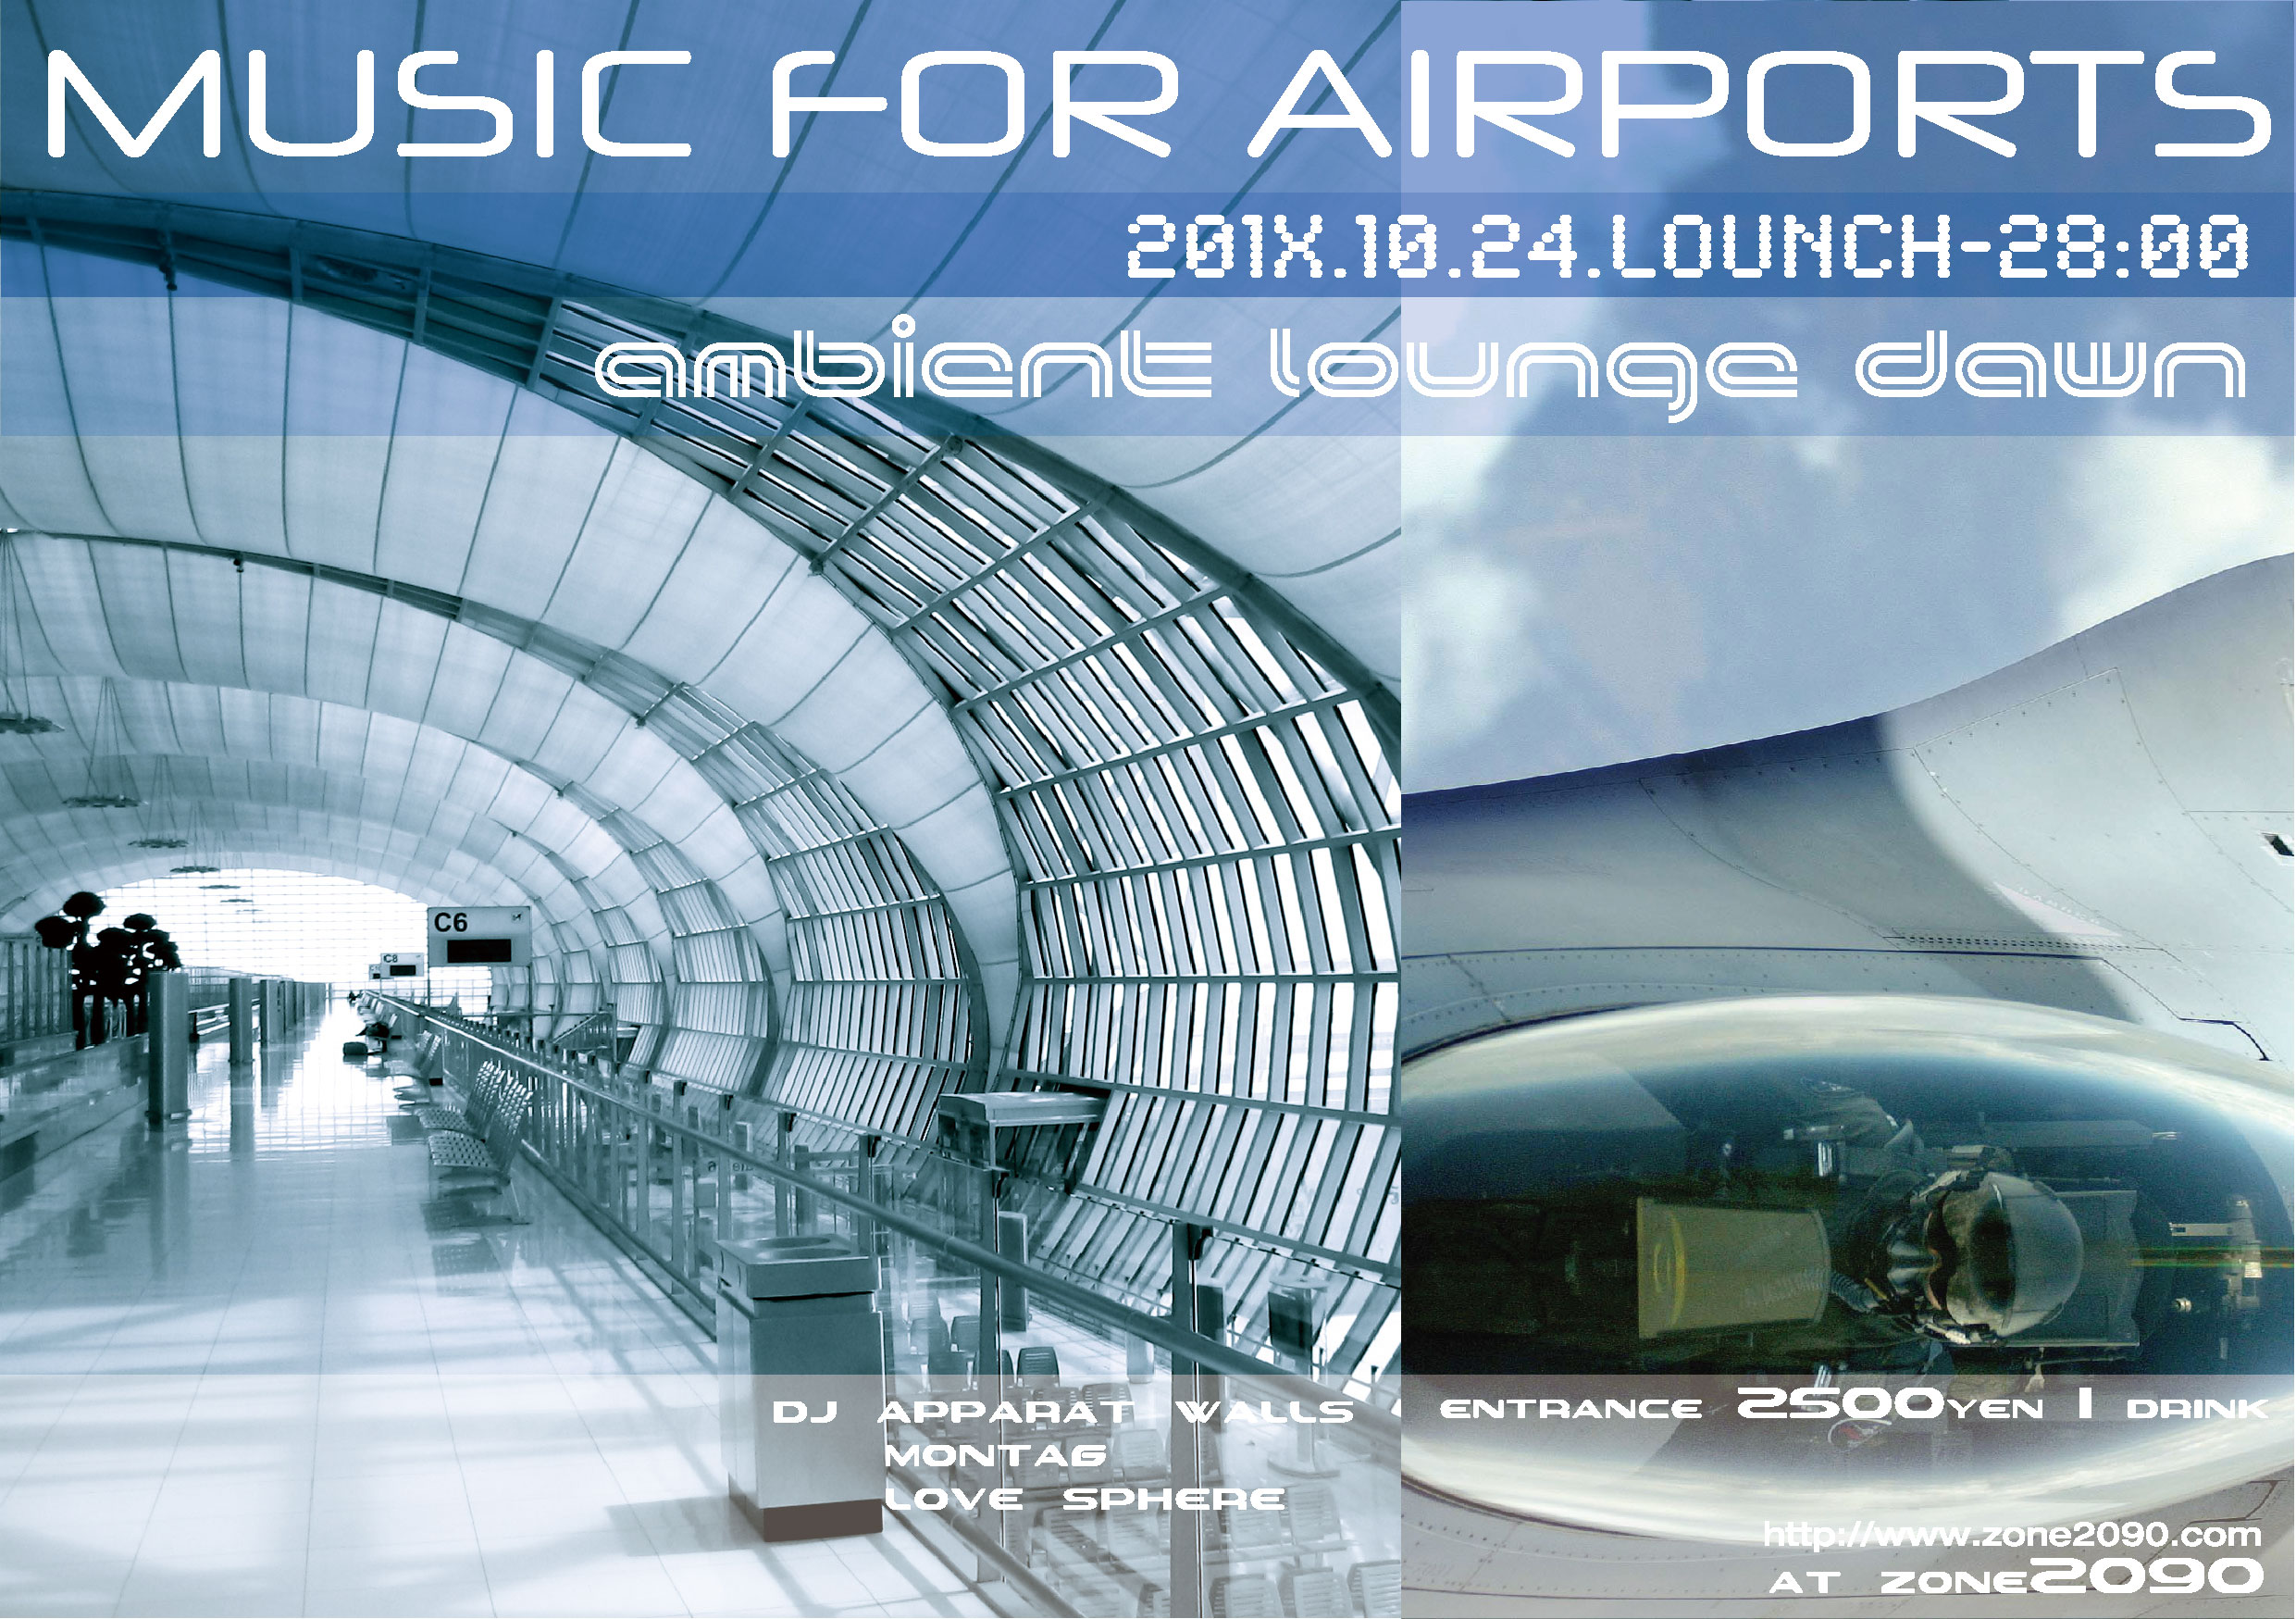 MUSIC FOR AIRPORTS
201X.10.24.LOUNCH-28:00
ambient lounge dawn
C6
C8
DJ APPARAT WALLS
MONTAG
LOVE SPHERE
ENTRANCE 2500YEN 1 DRINK
http://www.zone2090.com
AT ZONE2090